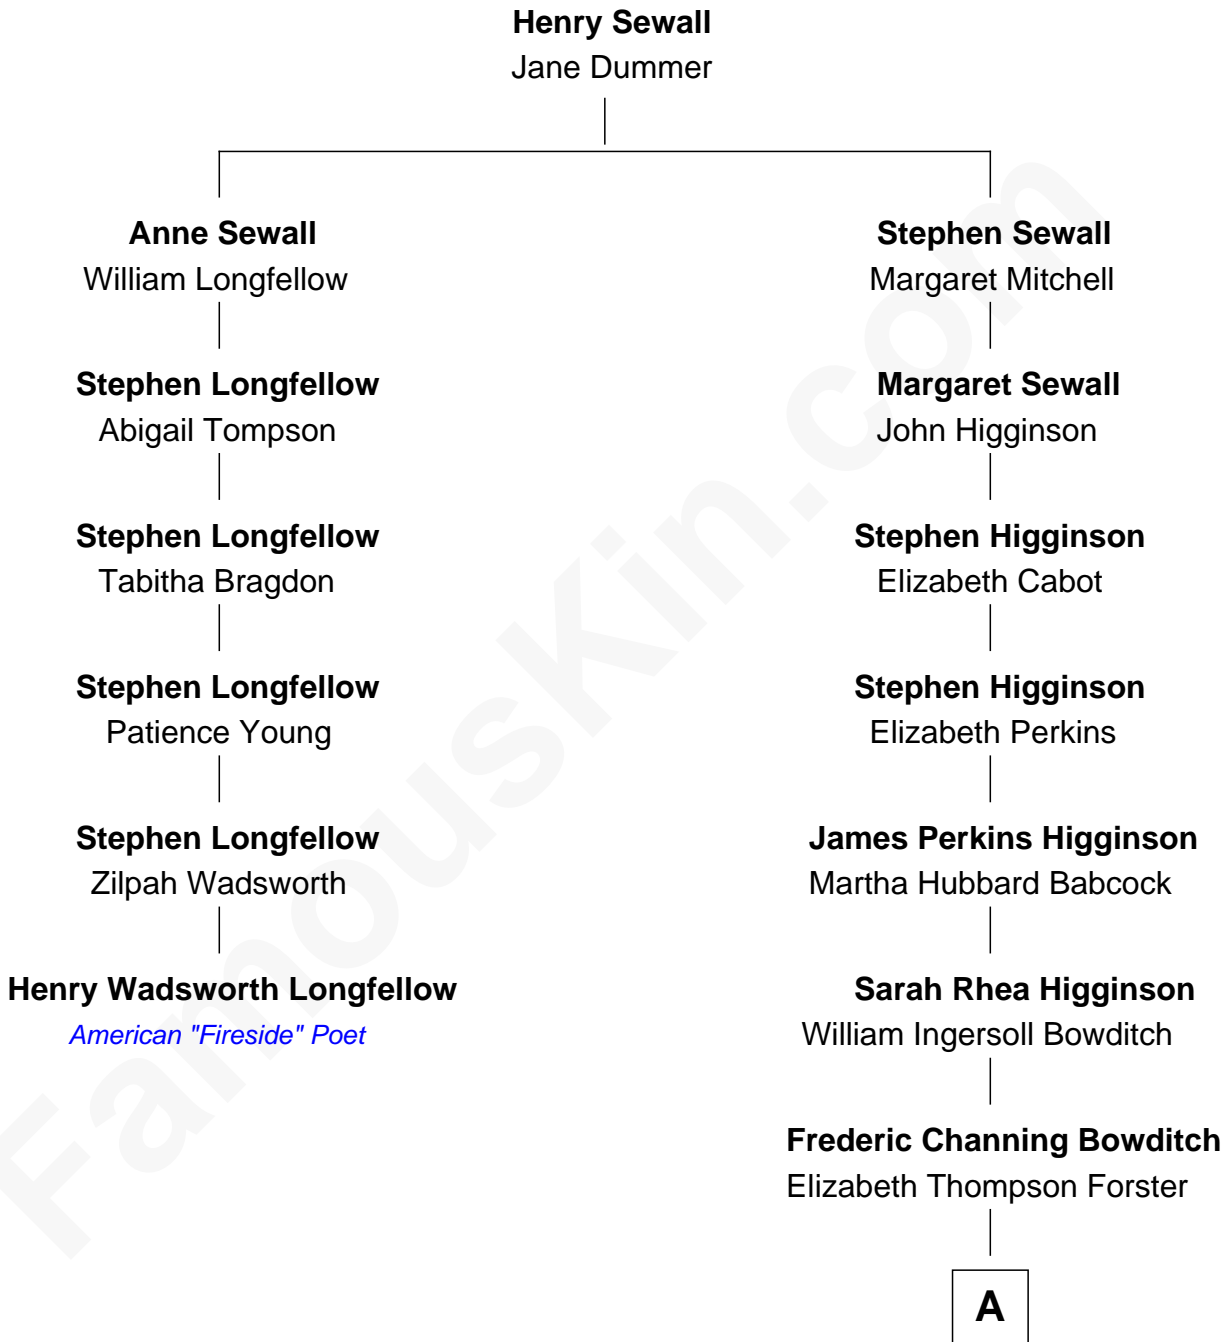 Henry Sewall
Jane Dummer
Anne Sewall
William Longfellow
Stephen Longfellow
Abigail Tompson
Stephen Longfellow
Tabitha Bragdon
Stephen Longfellow
Patience Young
Stephen Longfellow
Zilpah Wadsworth
Henry Wadsworth Longfellow
American "Fireside" Poet
Stephen Sewall
Margaret Mitchell
Margaret Sewall
John Higginson
Stephen Higginson
Elizabeth Cabot
Stephen Higginson
Elizabeth Perkins
James Perkins Higginson
Martha Hubbard Babcock
Sarah Rhea Higginson
William Ingersoll Bowditch
Frederic Channing Bowditch
Elizabeth Thompson Forster
A
FamousKin.com